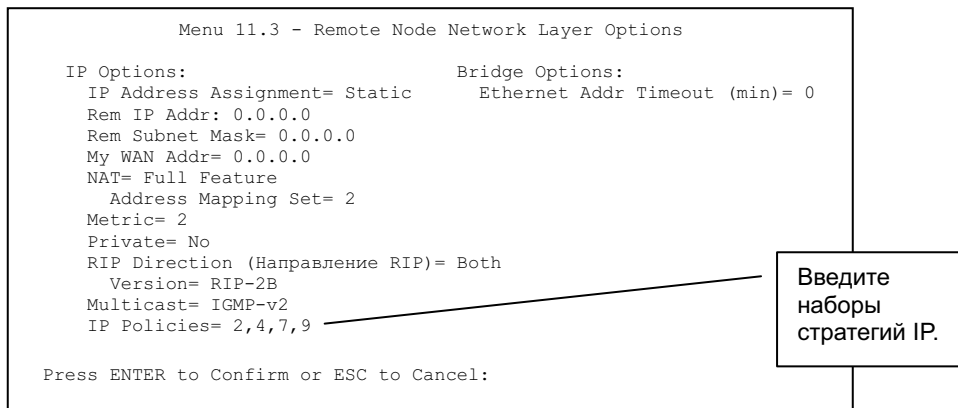 Menu 11.3 - Remote Node Network Layer Options
IP Options: Bridge Options:
IP Address Assignment= Static Ethernet Addr Timeout (min)= 0
Rem IP Addr: 0.0.0.0
Rem Subnet Mask= 0.0.0.0
My WAN Addr= 0.0.0.0
NAT= Full Feature
Address Mapping Set= 2
Metric= 2
Private= No
RIP Direction (Направление RIP)= Both
Version= RIP-2B
Multicast= IGMP-v2
IP Policies= 2,4,7,9
Press ENTER to Confirm or ESC to Cancel:
Введите
наборы
стратегий IP.